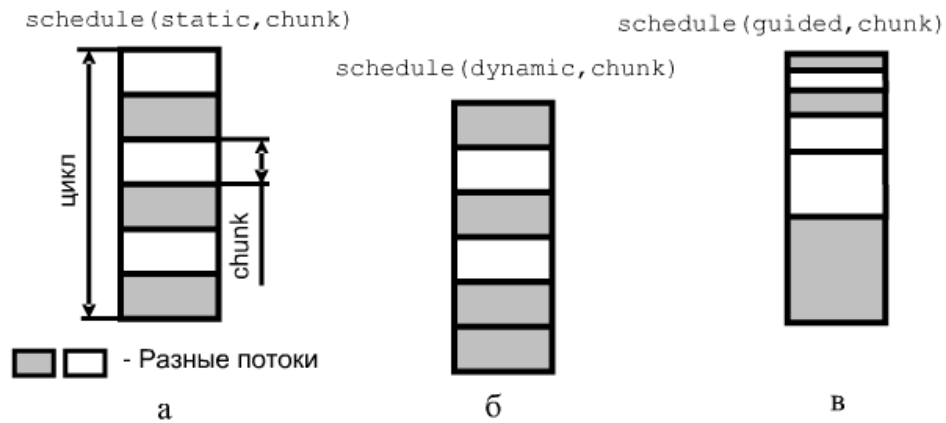 schedule(static,chunk)
schedule(dynamic,chunk)
schedule(guided,chunk)
цикл
chunk
- Разные потоки
а
б
в